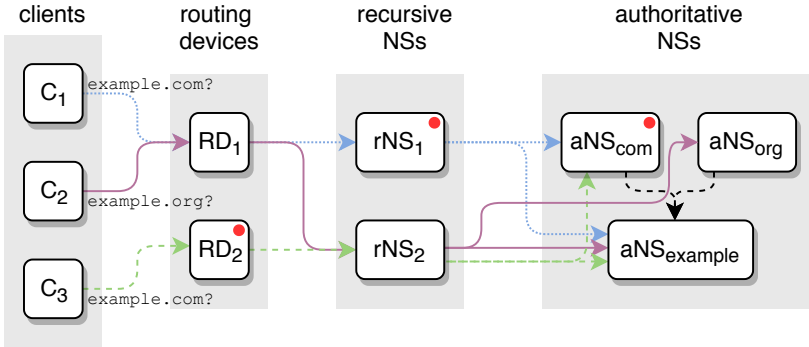 clients
routing
devices
recursive
NSs
authoritative
NSs
C1
example.com?
RD1
rNS1
aNScom
aNSorg
C2
example.org?
RD2
rNS2
aNSexample
C3
example.com?